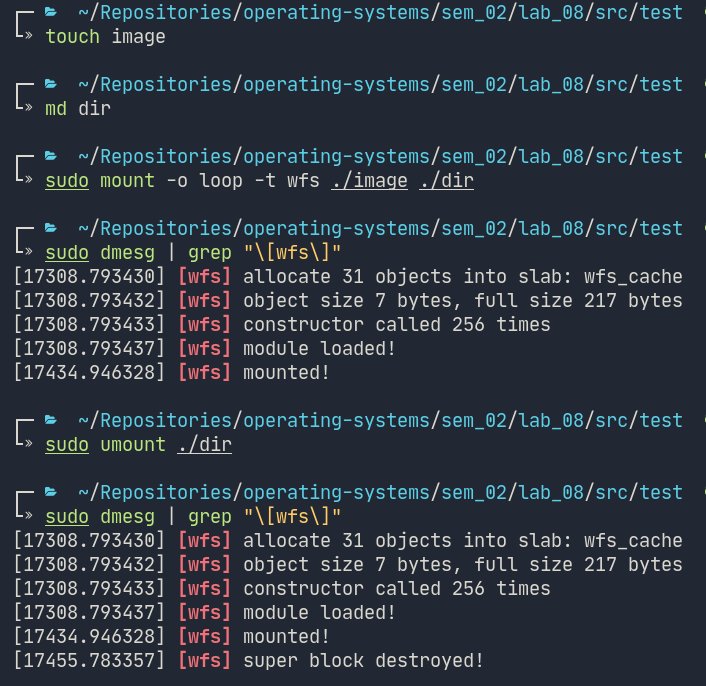 ~/Repositories/operating-systems/sem_02/lab_08/src/test
» touch image
~/Repositories/operating-systems/sem_02/lab_08/src/test
» md dir
~/Repositories/operating-systems/sem_02/lab_08/src/test
» sudo mount -o loop -t wfs ./image ./dir
~/Repositories/operating-systems/sem_02/lab_08/src/test
» sudo dmesg | grep "\[wfs\]"
[17308.793430] [wfs] allocate 31 objects into slab: wfs_cache
[17308.793432] [wfs] object size 7 bytes, full size 217 bytes
[17308.793433] [wfs] constructor called 256 times
[17308.793437] [wfs] module loaded!
[17434.946328] [wfs] mounted!
~/Repositories/operating-systems/sem_02/lab_08/src/test
» sudo umount ./dir
~/Repositories/operating-systems/sem_02/lab_08/src/test
» sudo dmesg | grep "\[wfs\]"
[17308.793430] [wfs] allocate 31 objects into slab: wfs_cache
[17308.793432] [wfs] object size 7 bytes, full size 217 bytes
[17308.793433] [wfs] constructor called 256 times
[17308.793437] [wfs] module loaded!
[17434.946328] [wfs] mounted!
[17455.783357] [wfs] super block destroyed!